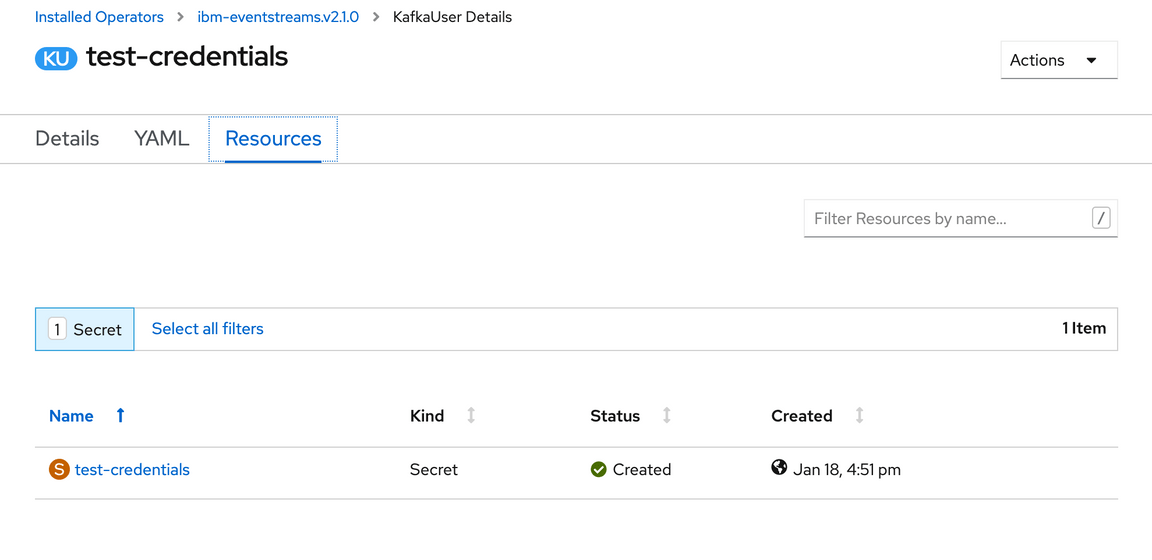 Installed Operators > ibm-eventstreams.v2.1.0 > KafkaUser Details
KU test-credentials
Actions
Details YAML Resources
Filter Resources by name... /
1 Secret Select all filters 1 Item
Name Kind Status Created
S test-credentials Secret Created Jan 18, 4:51 pm